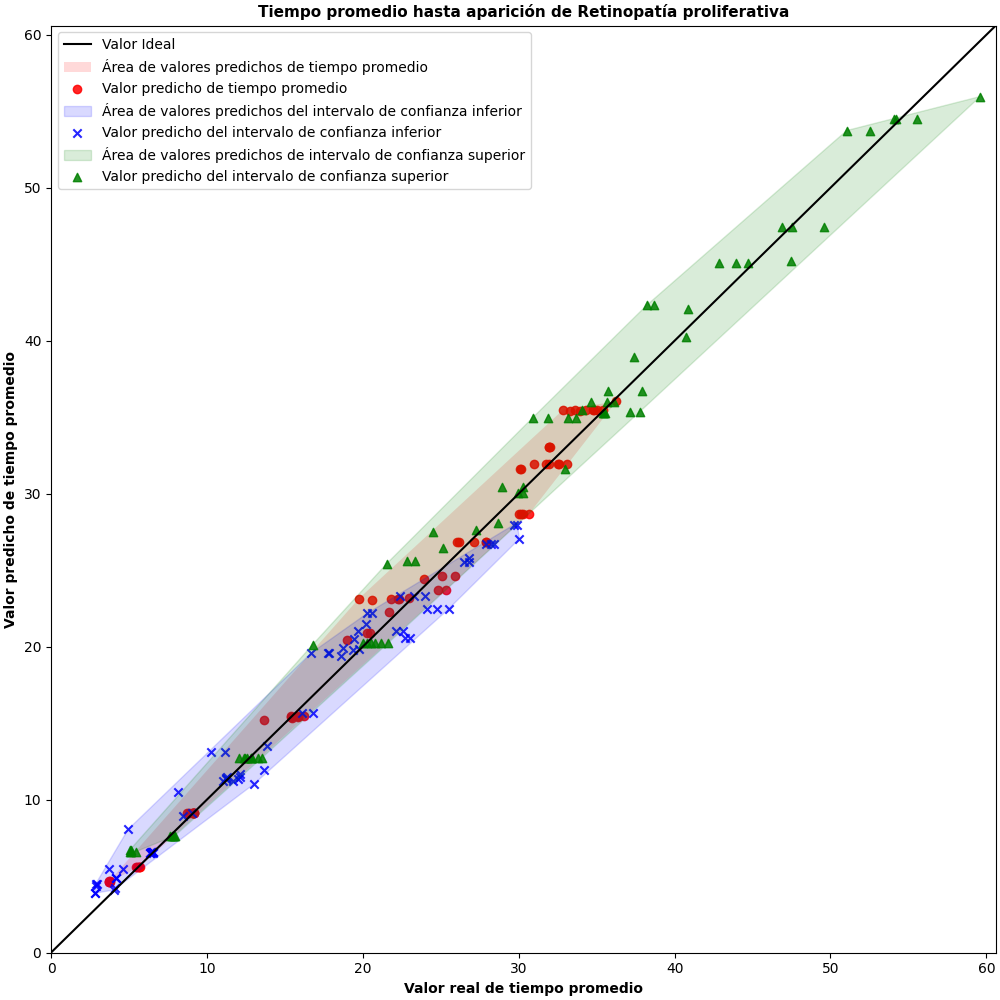 Tiempo promedio hasta aparición de Retinopatía proliferativa
Valor Ideal
Área de valores predichos de tiempo promedio
Valor predicho de tiempo promedio
Área de valores predichos del intervalo de confianza inferior
Valor predicho del intervalo de confianza inferior
Área de valores predichos de intervalo de confianza superior
Valor predicho del intervalo de confianza superior
Valor predicho de tiempo promedio
60
50
40
30
20
10
0
0 10 20 30 40 50 60
Valor real de tiempo promedio